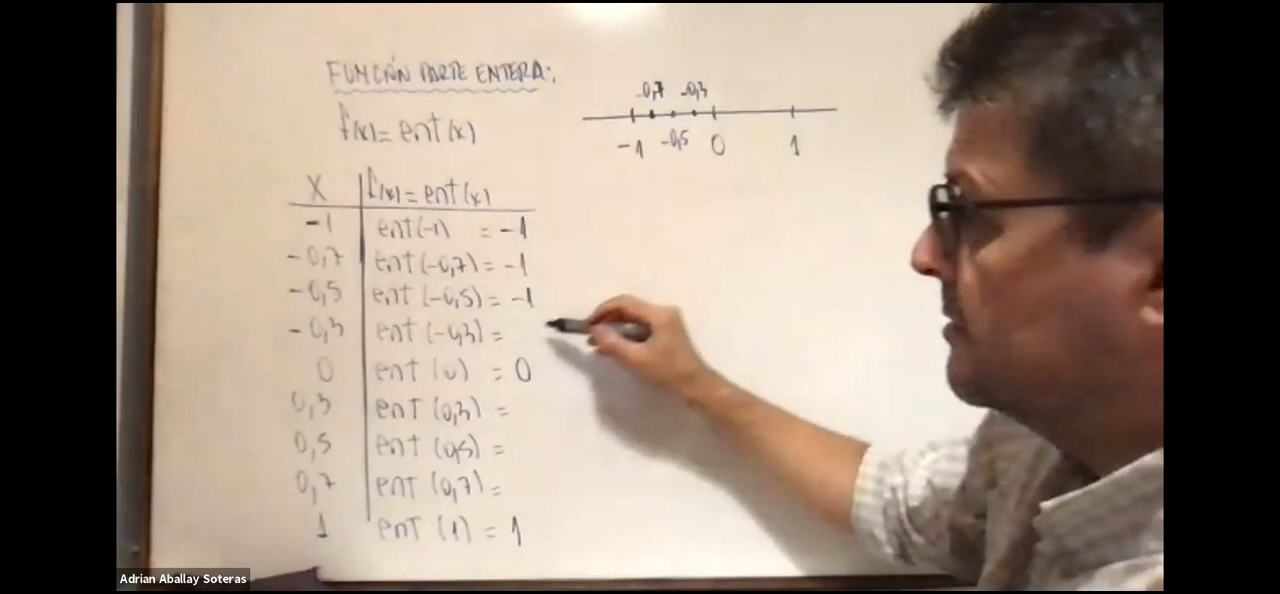 FUNCIÓN PARTE ENTERA:
f(x)= ent(x)
-0,7 -0,3
-1 -0,5 0 1
X f(x)= ent(x)
-1 ent(-1) = -1
-0,7 ent(-0,7) = -1
-0,5 ent(-0,5) = -1
-0,3 ent(-0,3) =
0 ent(0) = 0
0,3 ent(0,3) =
0,5 ent(0,5) =
0,7 ent(0,7) =
1 ent(1) = 1
Adrian Aballay Soteras